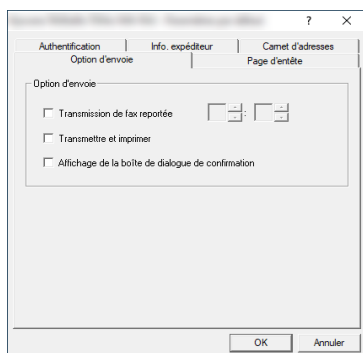 Authentification Info. expéditeur Carnet d'adresses
Option d'envoie Page d'entête
Option d'envoie
Transmission de fax reportée :
Transmettre et imprimer
Affichage de la boîte de dialogue de confirmation
OK Annuler